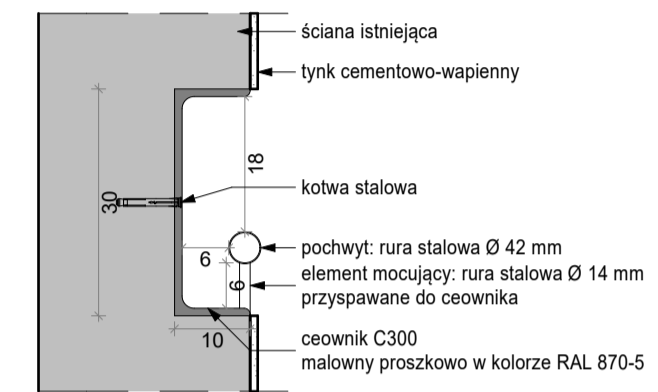 ściana istniejąca
tynk cementowo-wapienny
18
kotwa stalowa
30
pochwyt: rura stalowa Ø 42 mm
6
element mocujący: rura stalowa Ø 14 mm
przyspawane do ceownika
6
10
ceownik C300
malowny proszkowo w kolorze RAL 870-5